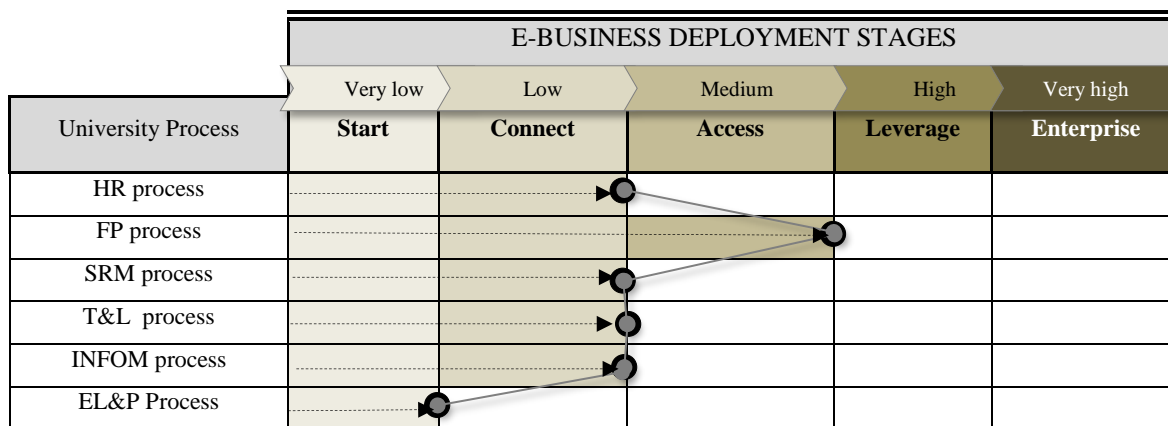 E-BUSINESS DEPLOYMENT STAGES
Very low Low Medium High Very high
University Process Start Connect Access Leverage Enterprise
HR process
FP process
SRM process
T&L process
INFOM process
EL&P Process